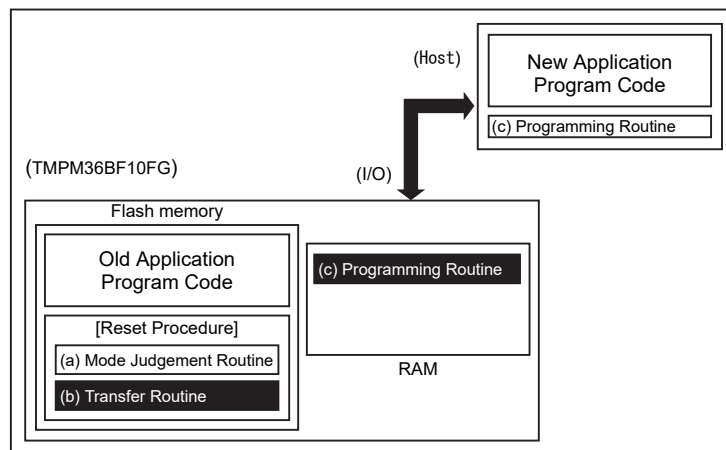 (Host)
New Application
Program Code
(c) Programming Routine
(TMPM36BF10FG)
(I/O)
Flash memory
Old Application
Program Code
[Reset Procedure]
(a) Mode Judgement Routine
(b) Transfer Routine
(c) Programming Routine
RAM